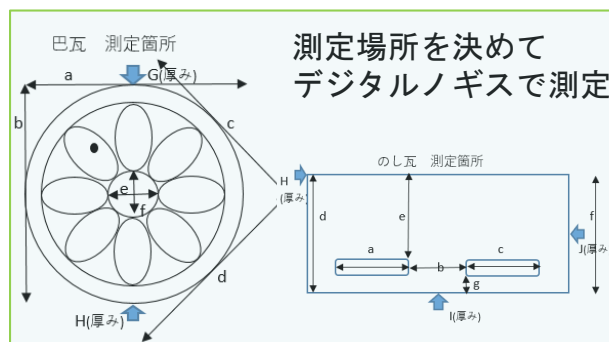 巴瓦 測定箇所
測定場所を決めて
デジタルノギスで測定
a
G(厚み)
b
c
e
f
d
H(厚み)
のし瓦 測定箇所
H
(厚み)
d
e
f
a
b
c
g
J(厚み)
I(厚み)